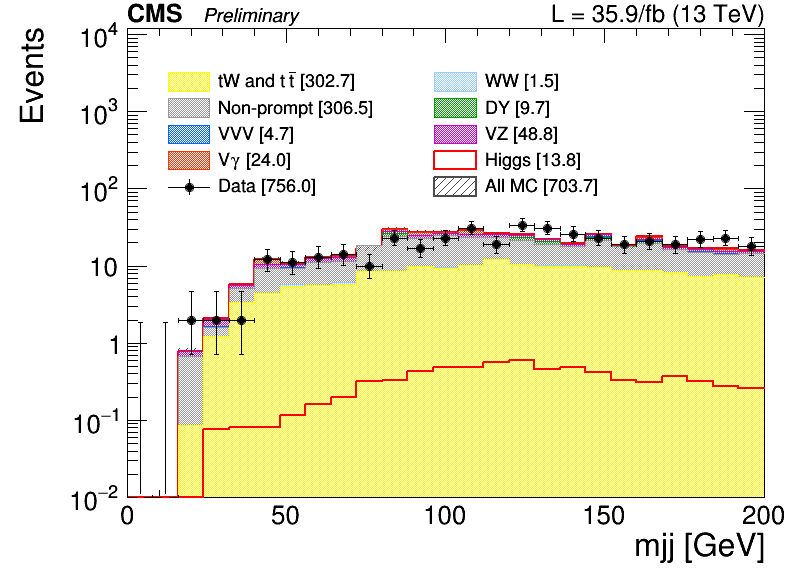 CMS Preliminary L = 35.9/fb (13 TeV)
Events
10⁴
10³
10²
10
1
10⁻¹
10⁻²
tW and t t̅ [302.7]
Non-prompt [306.5]
VVV [4.7]
Vγ [24.0]
Data [756.0]
WW [1.5]
DY [9.7]
VZ [48.8]
Higgs [13.8]
All MC [703.7]
0 50 100 150 200
mjj [GeV]